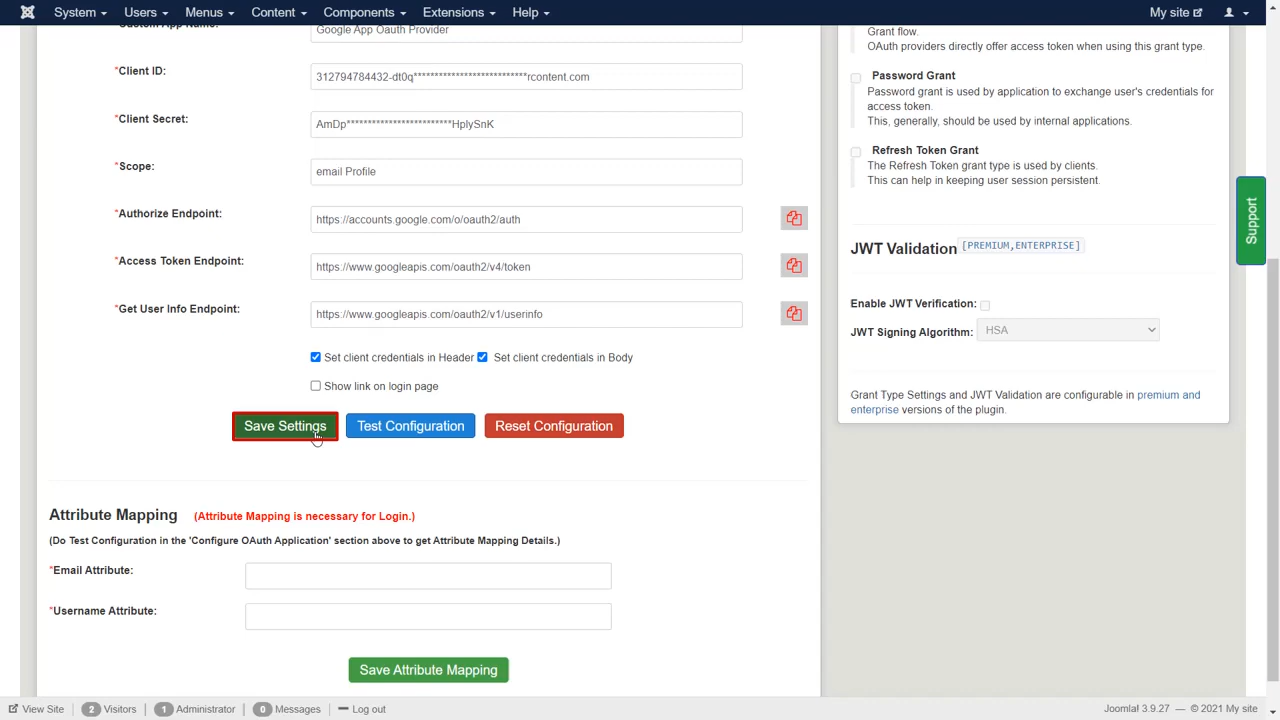 System Users Menus Content Components Extensions Help My site
Custom App Name:
Google App Oauth Provider
*Client ID:
312794784432-dt0q***************************rcontent.com
*Client Secret:
AmDp*************************HplySnK
*Scope:
email Profile
*Authorize Endpoint:
https://accounts.google.com/o/oauth2/auth
*Access Token Endpoint:
https://www.googleapis.com/oauth2/v4/token
*Get User Info Endpoint:
https://www.googleapis.com/oauth2/v1/userinfo
Set client credentials in Header Set client credentials in Body
Show link on login page
Save Settings Test Configuration Reset Configuration
Attribute Mapping (Attribute Mapping is necessary for Login.)
(Do Test Configuration in the 'Configure OAuth Application' section above to get Attribute Mapping Details.)
*Email Attribute:
*Username Attribute:
Save Attribute Mapping
Grant flow.
OAuth providers directly offer access token when using this grant type.
Password Grant
Password grant is used by application to exchange user's credentials for
access token.
This, generally, should be used by internal applications.
Refresh Token Grant
The Refresh Token grant type is used by clients.
This can help in keeping user session persistent.
JWT Validation [PREMIUM,ENTERPRISE]
Enable JWT Verification:
JWT Signing Algorithm: HSA
Grant Type Settings and JWT Validation are configurable in premium and
enterprise versions of the plugin.
Support
View Site 2 Visitors 1 Administrator 0 Messages Log out
Joomla! 3.9.27 — © 2021 My site